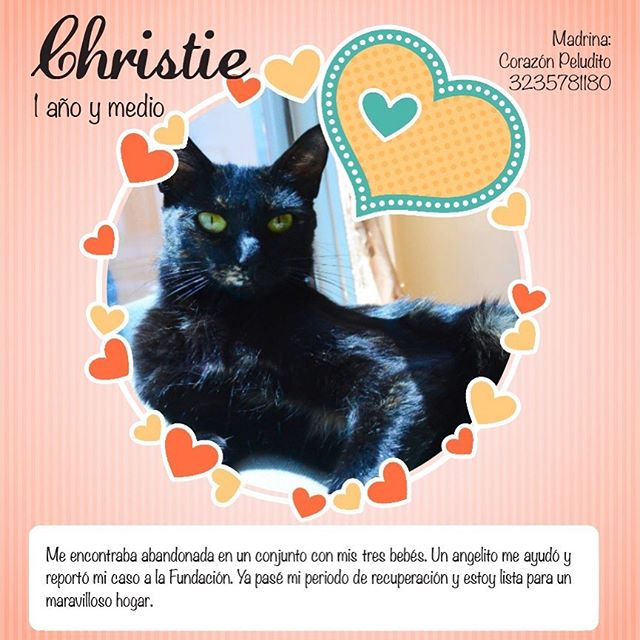 Christie
1 año y medio
Madrina:
Corazón Peludito
3235781180
Me encontraba abandonada en un conjunto con mis tres bebés. Un angelito me ayudó y
reportó mi caso a la Fundación. Ya pasé mi periodo de recuperación y estoy lista para un
maravilloso hogar.